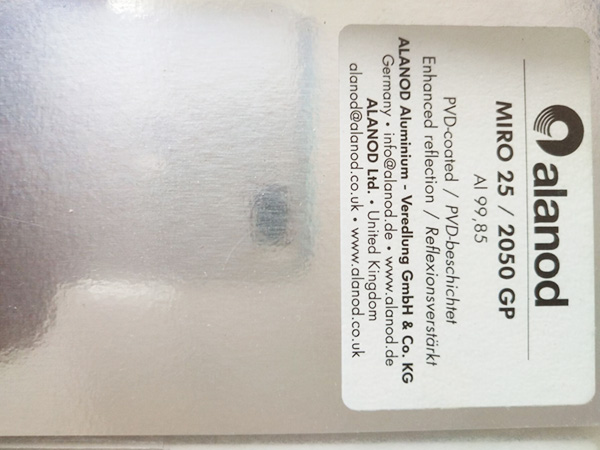 alanod
MIRO 25 / 2050 GP
Al 99,85
PVD-coated / PVD-beschichtet
Enhanced reflection / Reflexionsverstärkt
ALANOD Aluminium - Veredlung GmbH & Co. KG
Germany • info@alanod.de • www.alanod.de
ALANOD Ltd. • United Kingdom
alanod@alanod.co.uk • www.alanod.co.uk